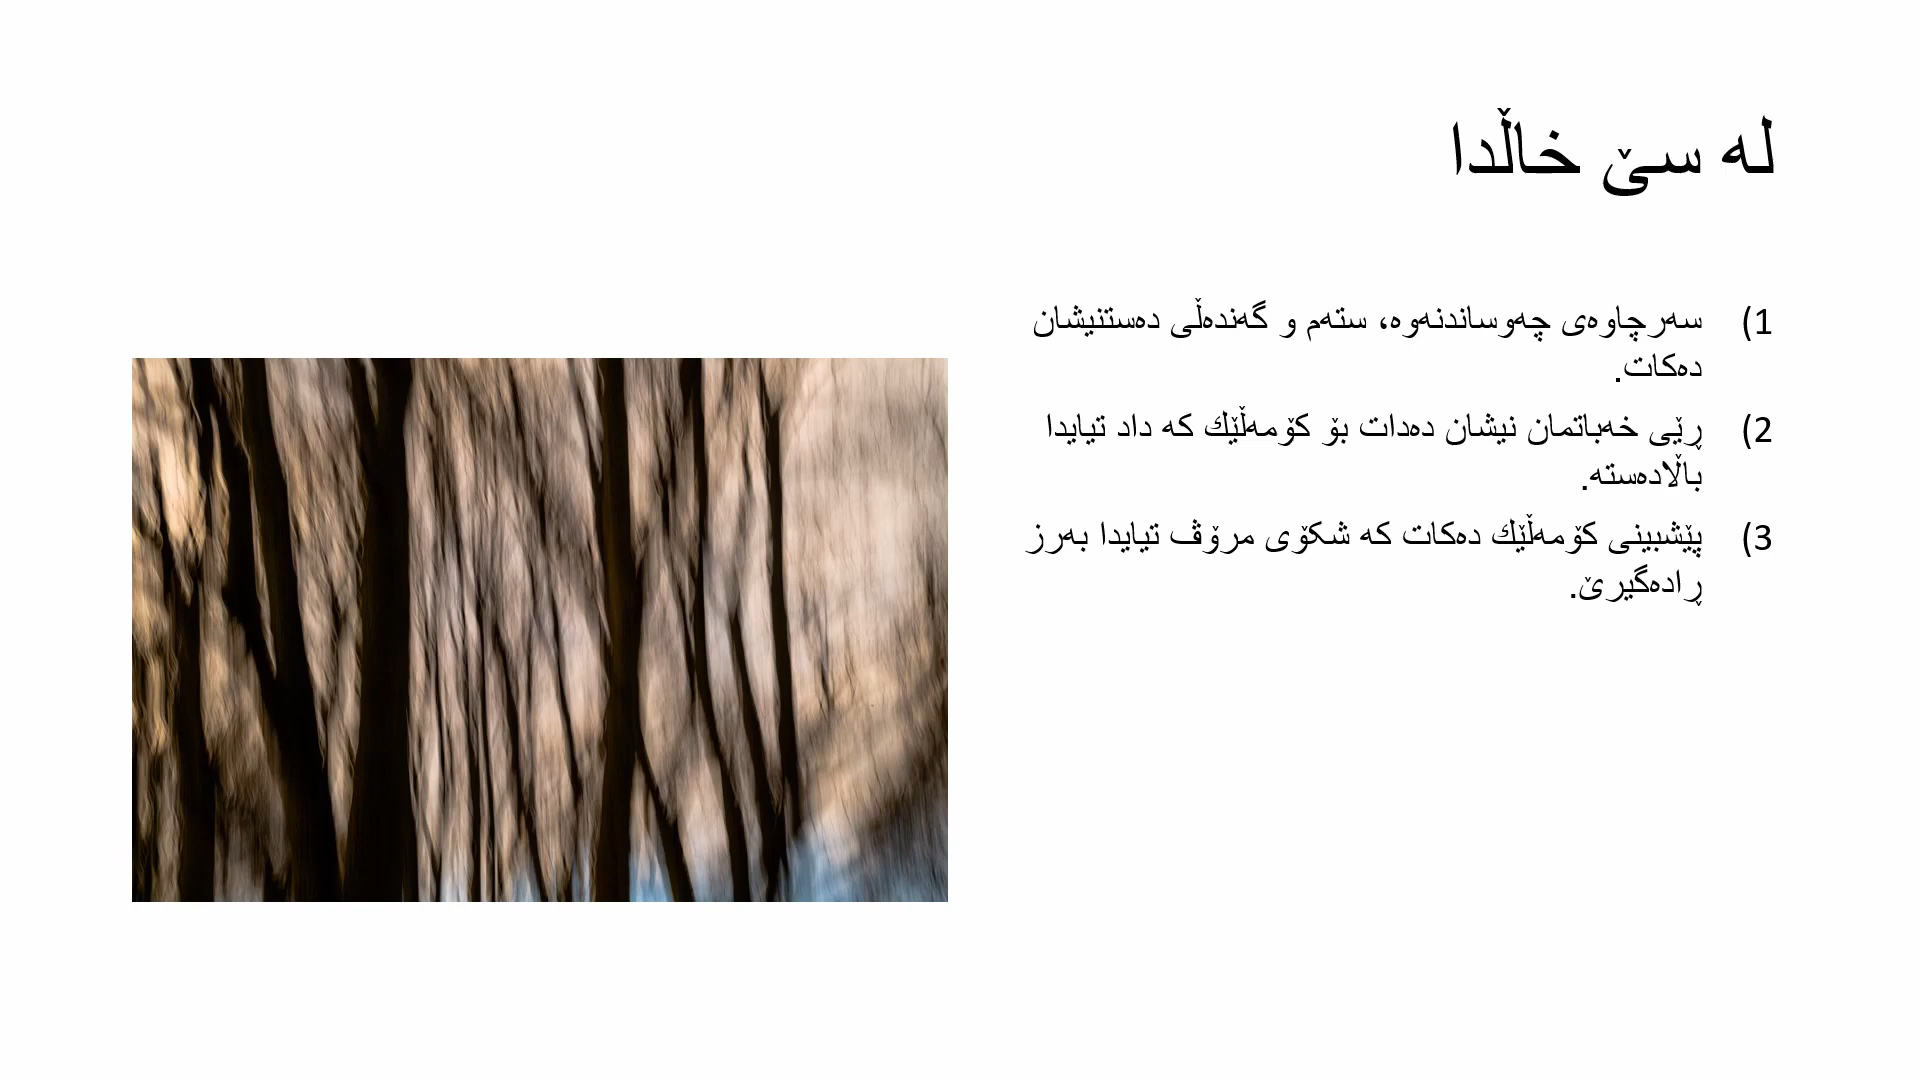 لە سێ خاڵدا
1) سەرچاوەی چەوساندنەوە، ستەم و گەندەڵی دەستنیشان
دەکات.
2) ڕێی خەباتمان نیشان دەدات بۆ کۆمەڵێك کە داد تیایدا
باڵادەستە.
3) پێشبینی کۆمەڵێك دەکات کە شکۆی مرۆڤ تیایدا بەرز
ڕادەگیرێ.